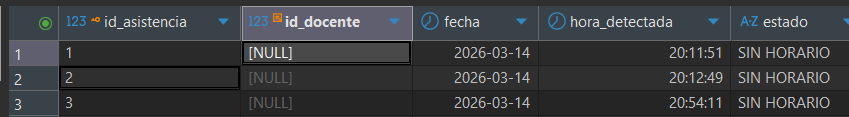 123 id_asistencia 123 id_docente fecha hora_detectada A-Z estado
1 1 [NULL] 2026-03-14 20:11:51 SIN HORARIO
2 2 [NULL] 2026-03-14 20:12:49 SIN HORARIO
3 3 [NULL] 2026-03-14 20:54:11 SIN HORARIO